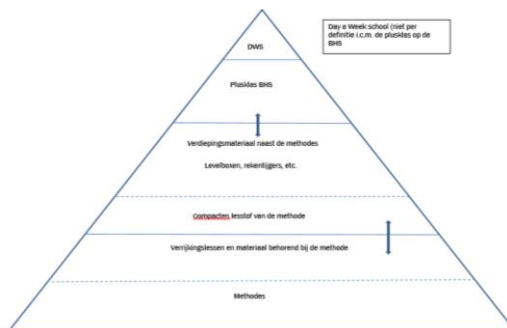 DWS
Day a Week school (niet per
definitie i.c.m. de plusklas op de
BHS
Plusklas BHS
Verdiepingsmateriaal naast de methodes
Levelboxen, rekentijgers, etc.
Compacten lesstof van de methode
Verrijkingslessen en materiaal behorend bij de methode
Methodes